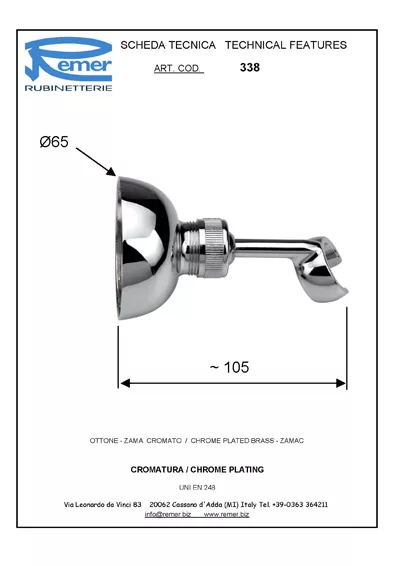 Remer
RUBINETTERIE
SCHEDA TECNICA TECHNICAL FEATURES
ART. COD. 338
Ø65
~ 105
OTTONE - ZAMA CROMATO / CHROME PLATED BRASS - ZAMAC
CROMATURA / CHROME PLATING
UNI EN 248
Via Leonardo da Vinci 83 20062 Cassano d'Adda (MI) Italy Tel. +39-0363 364211
info@remer.biz www.remer.biz